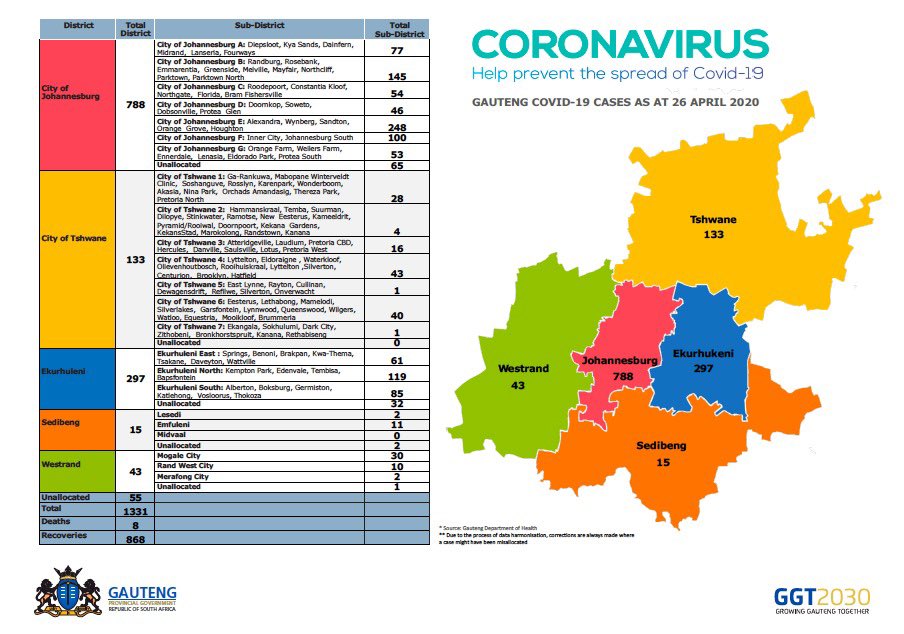 District Total District Sub-District Total Sub-District
City of Johannesburg 788
City of Johannesburg A: Diepsloot, Kya Sands, Dainfern,
Midrand, Lanseria, Fourways 77
City of Johannesburg B: Randburg, Rosebank,
Emmarentia, Greenside, Melville, Mayfair, Northcliff,
Parktown, Parktown North 145
City of Johannesburg C: Roodepoort, Constantia Kloof,
Northgate, Florida, Bram Fishersville 54
City of Johannesburg D: Doornkop, Soweto,
Dobsonville, Protea Glen 46
City of Johannesburg E: Alexandra, Wynberg, Sandton,
Orange Grove, Houghton 248
City of Johannesburg F: Inner City, Johannesburg South 100
City of Johannesburg G: Orange Farm, Weilers Farm,
Ennerdale, Lenasia, Eldorado Park, Protea South 53
Unallocated 65
City of Tshwane 133
City of Tshwane 1: Ga-Rankuwa, Mabopane Winterveldt
Clinic, Soshanguve, Rosslyn, Karenpark, Wonderboom,
Akasia, Nina Park, Orchads Amandasig, Thereza Park,
Pretoria North 28
City of Tshwane 2: Hammanskraal, Temba, Suurman,
Dilopye, Stinkwater, Ramotse, New Eesterus, Kameeldrit,
Pyramid/Rooiwal, Doornpoort, Kekana Gardens,
KekansStad, Marokolong, Randstown, Kanana 4
City of Tshwane 3: Atteridgeville, Laudium, Pretoria CBD,
Hercules, Danville, Saulsville, Lotus, Pretoria West 16
City of Tshwane 4: Lyttelton, Eldoraigne , Waterkloof,
Olievenhoutbosch, Rooihuiskraal, Lyttelton ,Silverton,
Centurion, Brooklyn, Hatfield 43
City of Tshwane 5: East Lynne, Rayton, Cullinan,
Dewagensdrift, Refilwe, Silverton, Onverwacht 1
City of Tshwane 6: Eesterus, Lethabong, Mamelodi,
Silverlakes, Garsfontein, Lynnwood, Queenswood, Wilgers,
Watloo, Equestria, Mooikloof, Brummeria 40
City of Tshwane 7: Ekangala, Sokhulumi, Dark City,
Zithobeni, Bronkhorstspruit, Kanana, Rethabiseng 1
Unallocated 0
Ekurhuleni 297
Ekurhuleni East : Springs, Benoni, Brakpan, Kwa-Thema,
Tsakane, Daveyton, Wattville 61
Ekurhuleni North: Kempton Park, Edenvale, Tembisa,
Bapsfontein 119
Ekurhuleni South: Alberton, Boksburg, Germiston,
Katlehong, Vosloorus, Thokoza 85
Unallocated 32
Sedibeng 15
Lesedi 2
Emfuleni 11
Midvaal 0
Unallocated 2
Westrand 43
Mogale City 30
Rand West City 10
Merafong City 2
Unallocated 1
Unallocated 55
Total 1331
Deaths 8
Recoveries 868
CORONAVIRUS
Help prevent the spread of Covid-19
GAUTENG COVID-19 CASES AS AT 26 APRIL 2020
Tshwane
133
Westrand
43
Johannesburg
788
Ekurhukeni
297
Sedibeng
15
* Source: Gauteng Department of Health
** Due to the process of data harmonisation, corrections are always made where
a case might have been misallocated
GAUTENG
PROVINCIAL GOVERNMENT
REPUBLIC OF SOUTH AFRICA
GGT2030
GROWING GAUTENG TOGETHER